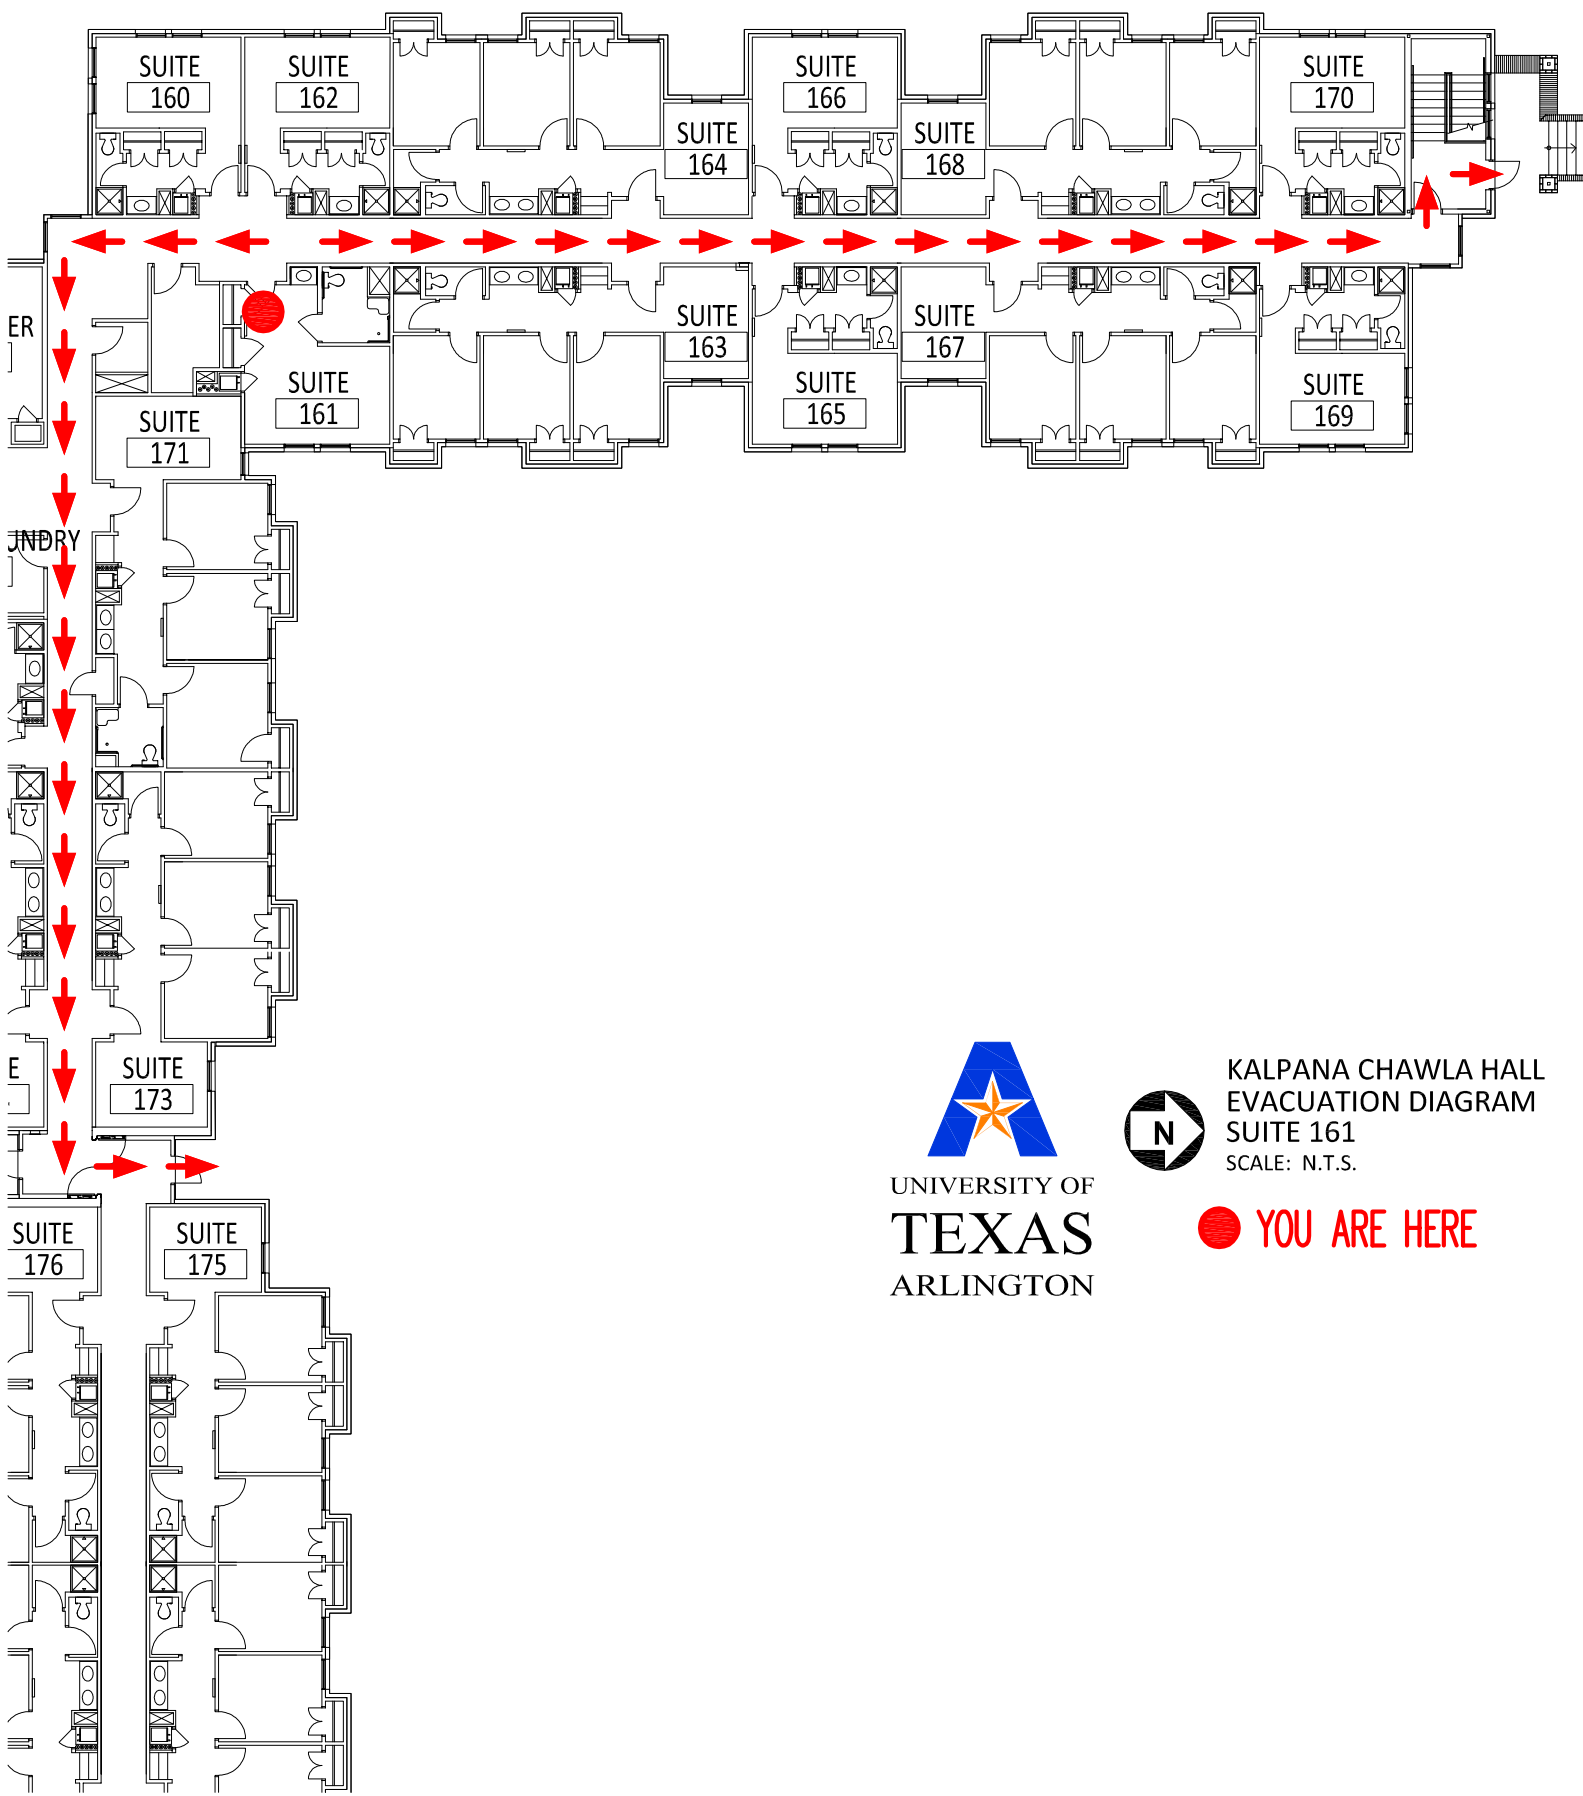 SUITE
160
SUITE
162
SUITE
164
SUITE
166
SUITE
168
SUITE
170
ER
SUITE
163
SUITE
167
SUITE
161
SUITE
165
SUITE
169
SUITE
171
UNDRY
E
SUITE
173
SUITE
176
SUITE
175
UNIVERSITY OF
TEXAS
ARLINGTON
N
KALPANA CHAWLA HALL
EVACUATION DIAGRAM
SUITE 161
SCALE: N.T.S.
YOU ARE HERE